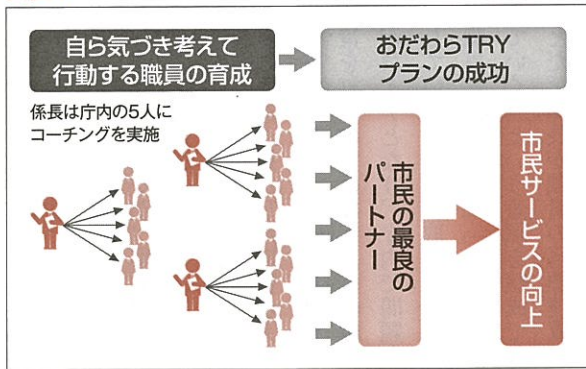 自ら気づき考えて
行動する職員の育成
おだわらTRY
プランの成功
係長は庁内の5人に
コーチングを実施
市民の最良の
パートナー
市民サービスの向上